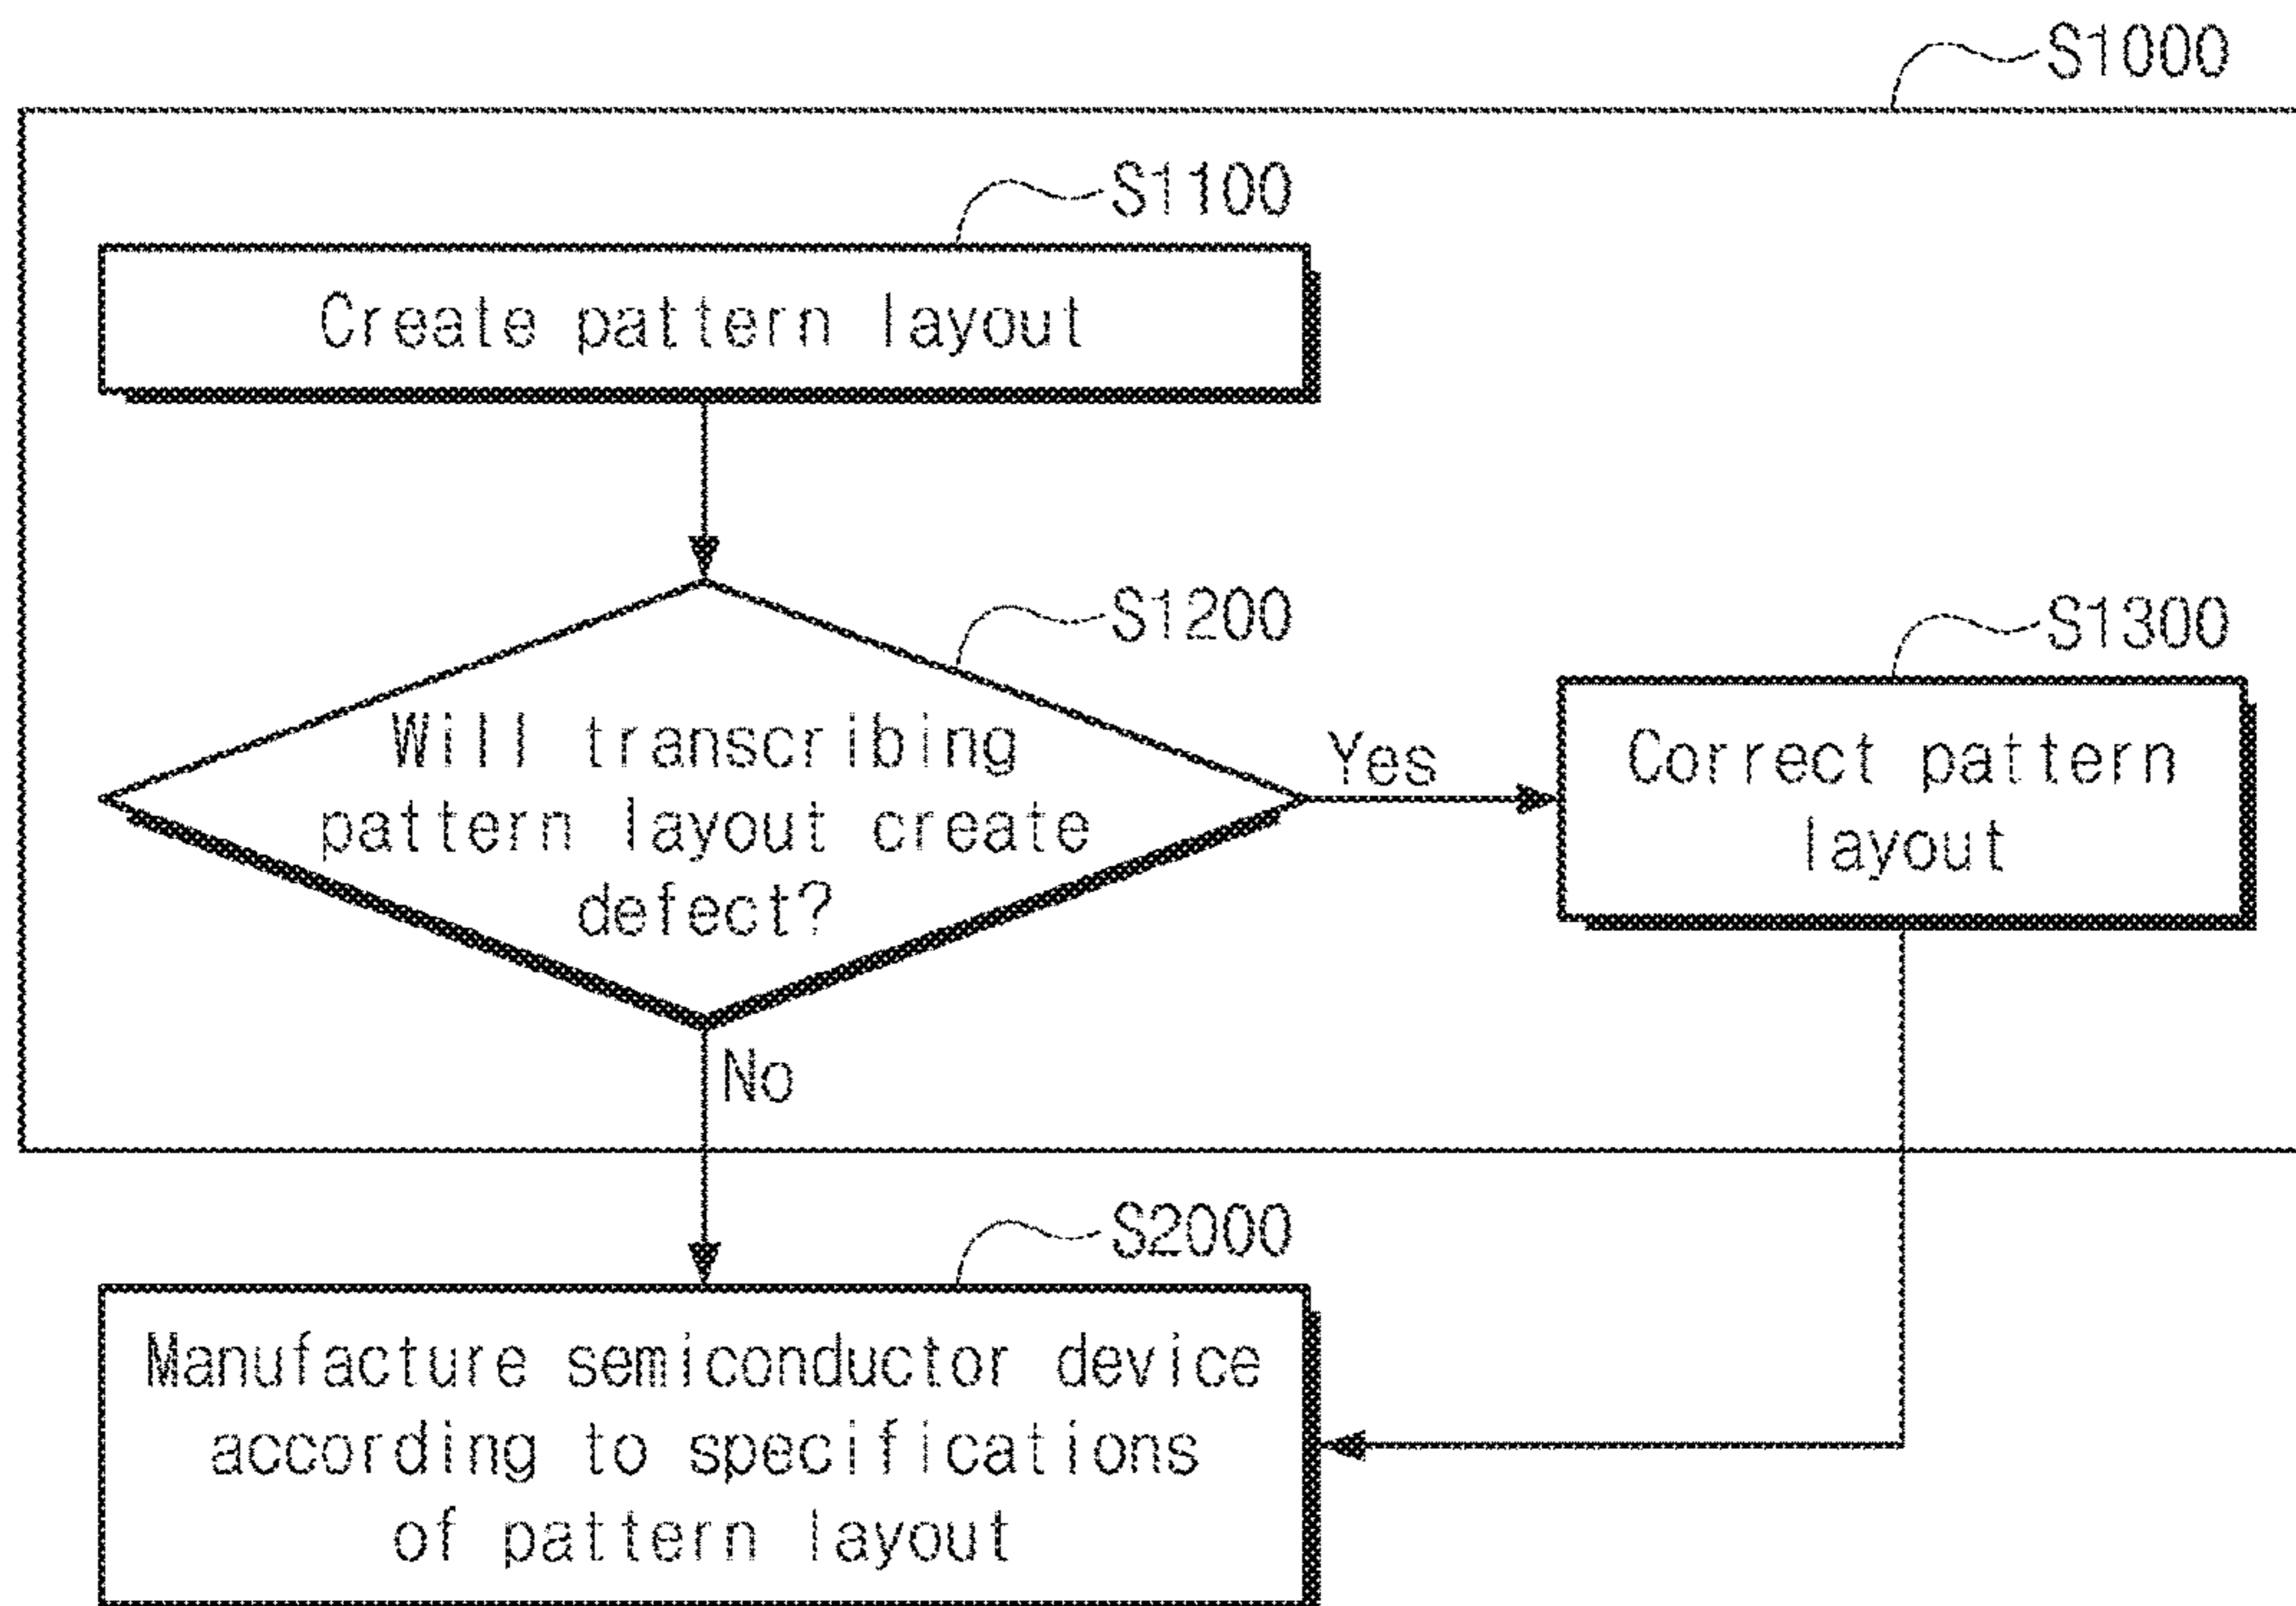 S1000
S1100
Create pattern layout
S1200
Will transcribing
pattern layout create
defect?
Yes
S1300
Correct pattern
layout
No
S2000
Manufacture semiconductor device
according to specifications
of pattern layout